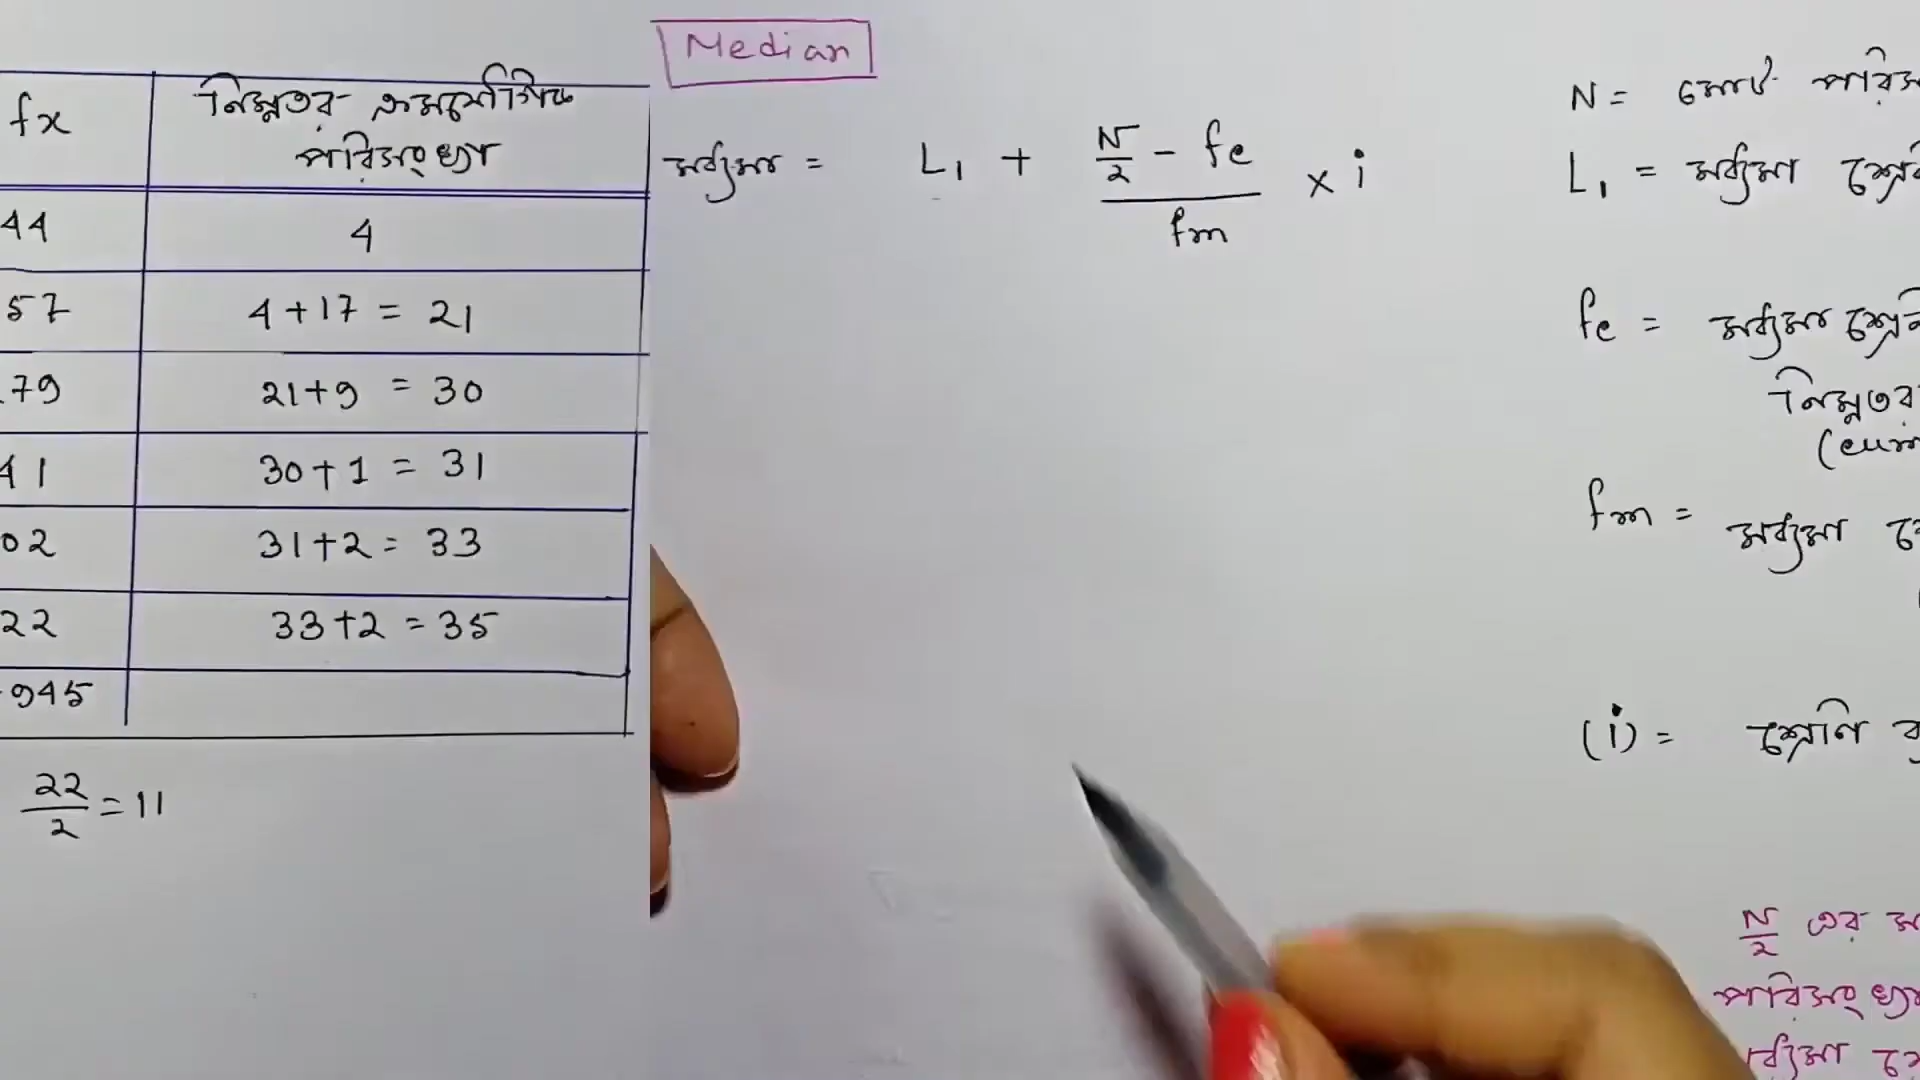 fx
নিম্নতর ক্রমযৌগিক
পরিসংখ্যা
44
4
57
4+17 = 21
79
21+9 = 30
41
30+1 = 31
02
31+2= 33
22
33+2 = 35
945
22/2 = 11
Median
মধ্যমা = L₁ + (N/2 - fc)/fm × i
N = মোট
L₁ = মধ্যমা
fc =  মধ্যমা
নিম্নতর
fm = মধ্যমা
(i) = শ্রেণি
N/2 এর
পরিসংখ্যা
মধ্যমা